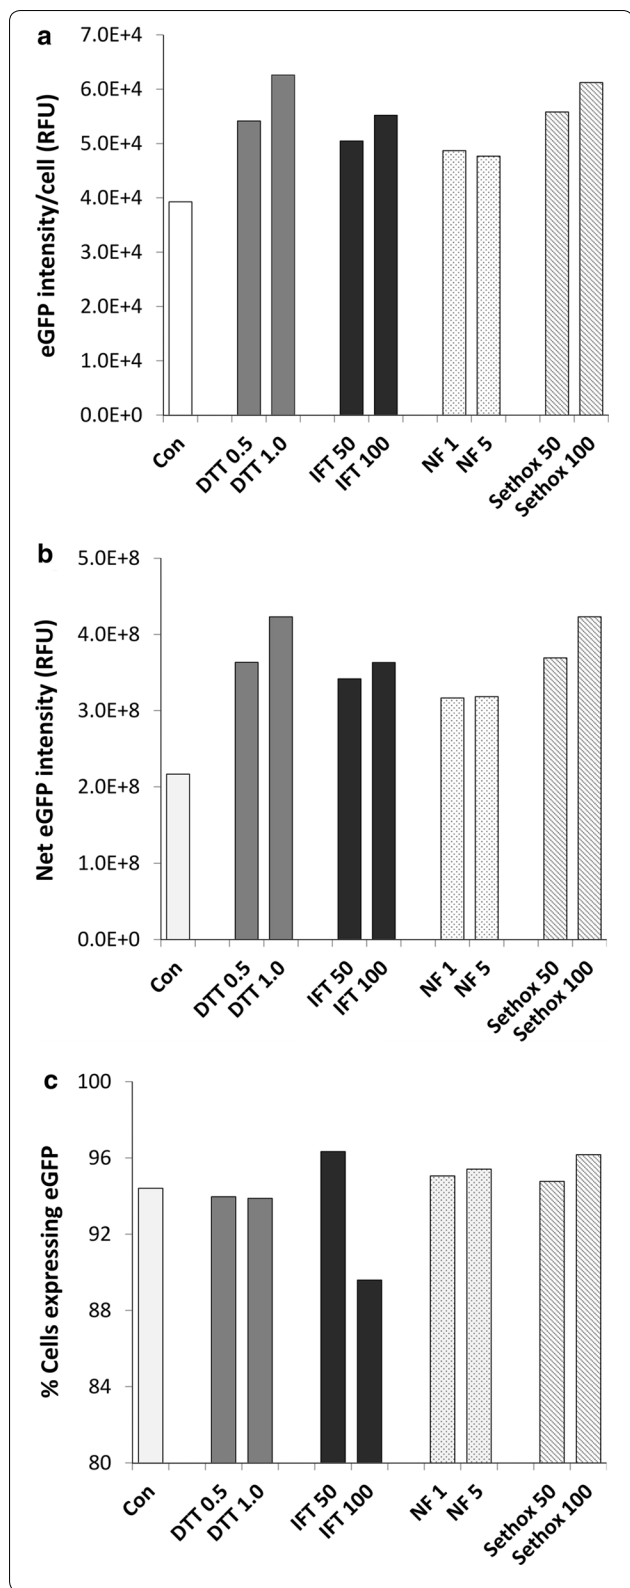 a
eGFP intensity/cell (RFU)
7.0E+4
6.0E+4
5.0E+4
4.0E+4
3.0E+4
2.0E+4
1.0E+4
0.0E+0
Con
DTT 0.5
DTT 1.0
IFT 50
IFT 100
NF 1
NF 5
Sethox 50
Sethox 100
b
Net eGFP intensity (RFU)
5.0E+8
4.0E+8
3.0E+8
2.0E+8
1.0E+8
0.0E+0
Con
DTT 0.5
DTT 1.0
IFT 50
IFT 100
NF 1
NF 5
Sethox 50
Sethox 100
c
% Cells expressing eGFP
100
96
92
88
84
80
Con
DTT 0.5
DTT 1.0
IFT 50
IFT 100
NF 1
NF 5
Sethox 50
Sethox 100